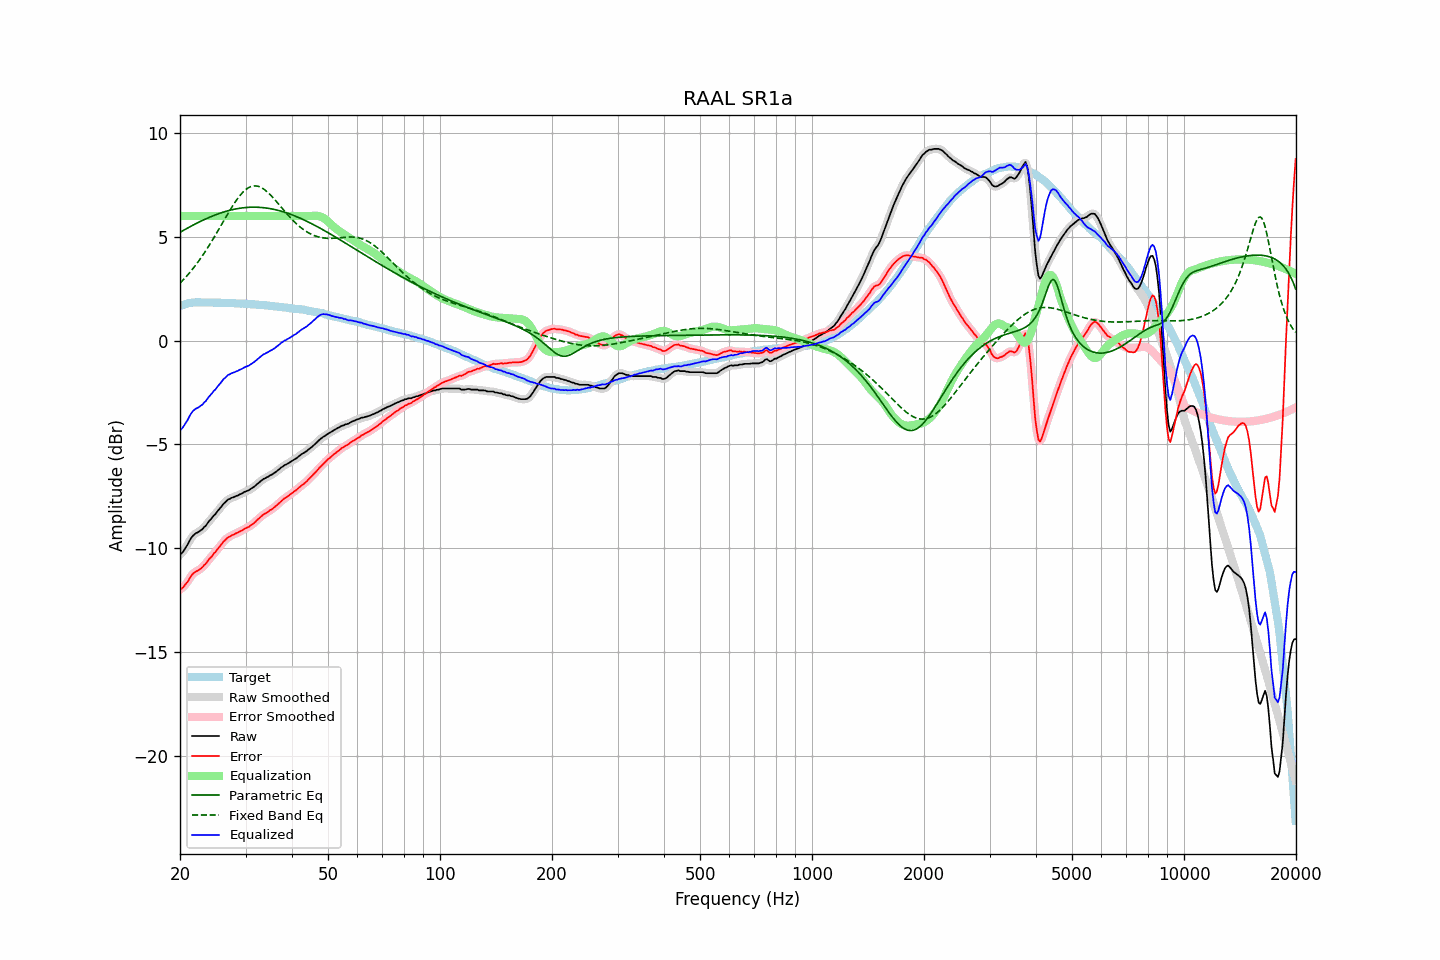 RAAL SR1a
Amplitude (dBr)
10
5
0
−5
−10
−15
−20
Target
Raw Smoothed
Error Smoothed
Raw
Error
Equalization
Parametric Eq
Fixed Band Eq
Equalized
20 50 100 200 500 1000 2000 5000 10000 20000
Frequency (Hz)